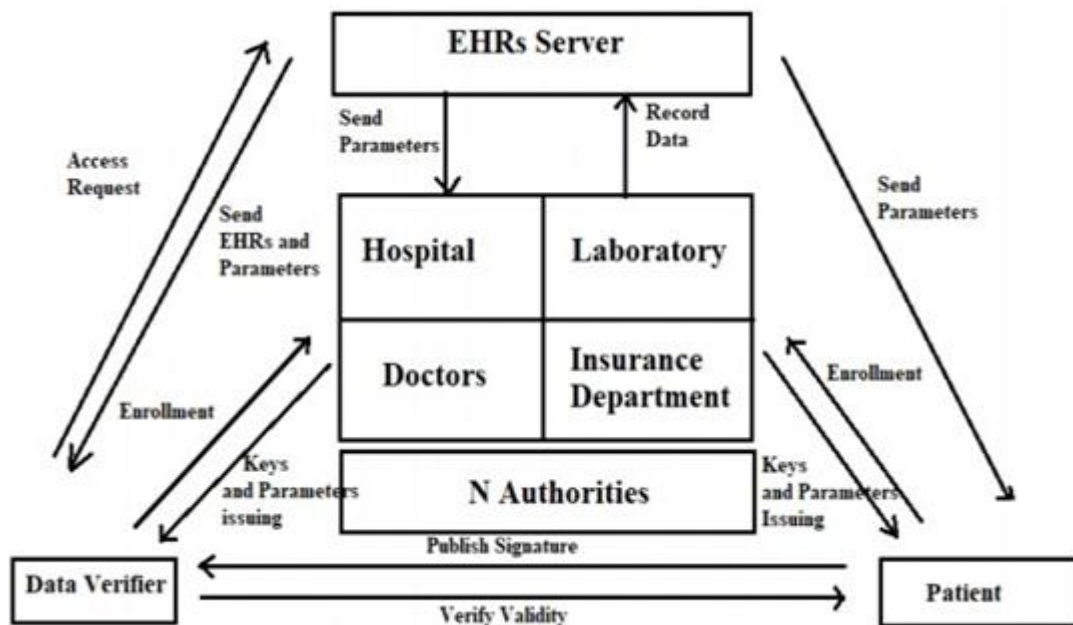 EHRs Server
Send
Parameters
Record
Data
Access
Request
Send
Parameters
Send
EHRs and
Parameters
Hospital
Laboratory
Doctors
Insurance
Department
Enrollment
Enrollment
Keys
and Parameters
issuing
N Authorities
Keys
and Parameters
Issuing
Publish Signature
Data Verifier
Verify Validity
Patient